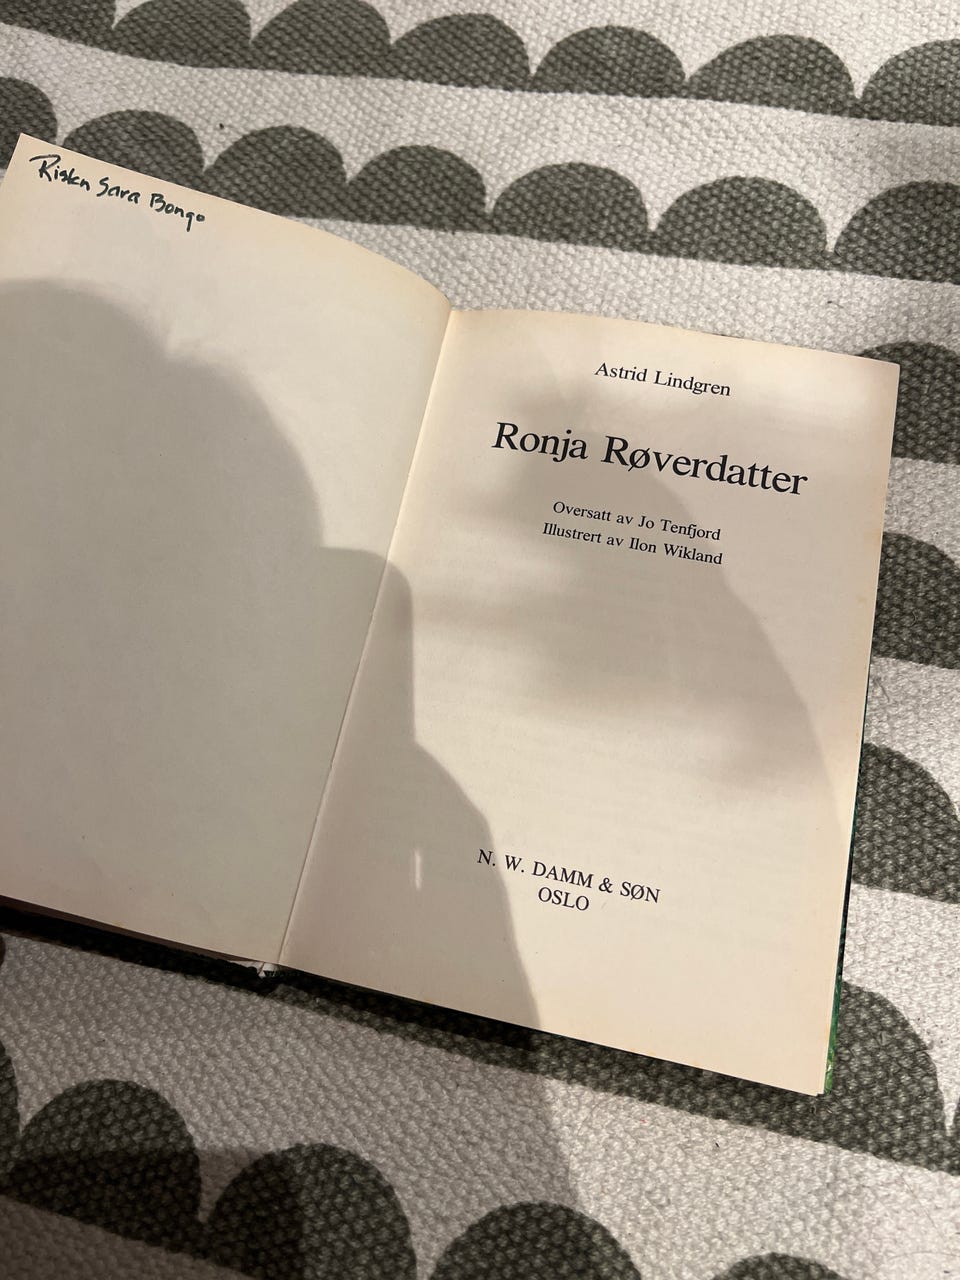 Risten Sara Bongo
Astrid Lindgren
Ronja Røverdatter
Oversatt av Jo Tenfjord
Illustrert av Ilon Wikland
N. W. DAMM & SØN
OSLO